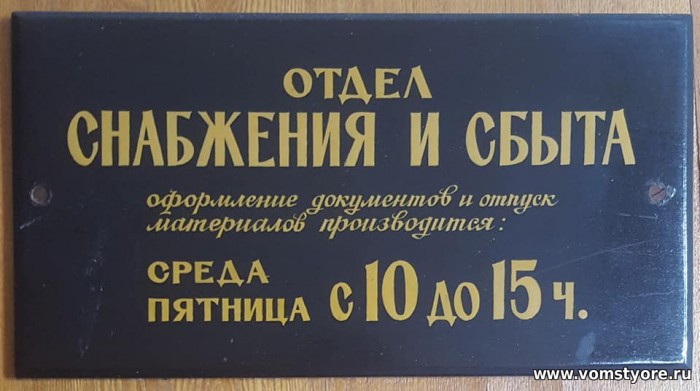 ОТДЕЛ
СНАБЖЕНИЯ И СБЫТА
оформление документов и отпуск
материалов производится:
СРЕДА
ПЯТНИЦА
с 10 до 15 ч.
www.vomstyore.ru